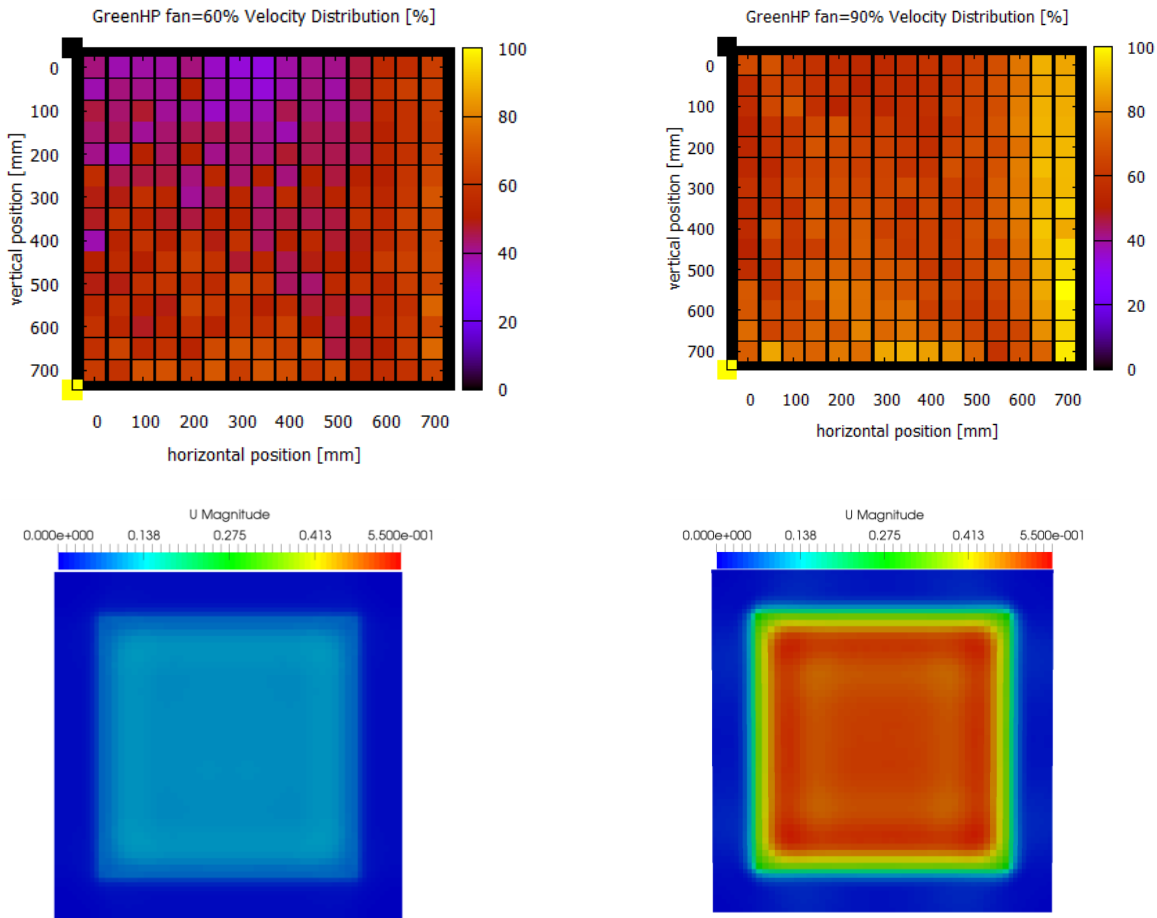 GreenHP fan=60% Velocity Distribution [%]
0
100
200
300
400
500
600
700
vertical position [mm]
0 100 200 300 400 500 600 700
horizontal position [mm]
100
80
60
40
20
0
GreenHP fan=90% Velocity Distribution [%]
0
100
200
300
400
500
600
700
vertical position [mm]
0 100 200 300 400 500 600 700
horizontal position [mm]
100
80
60
40
20
0
U Magnitude
0.000e+000 0.138 0.275 0.413 5.500e-001
U Magnitude
0.000e+000 0.138 0.275 0.413 5.500e-001